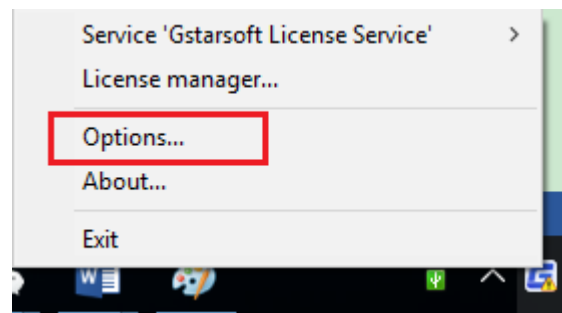 Service 'Gstarsoft License Service'
License manager...
Options...
About...
Exit